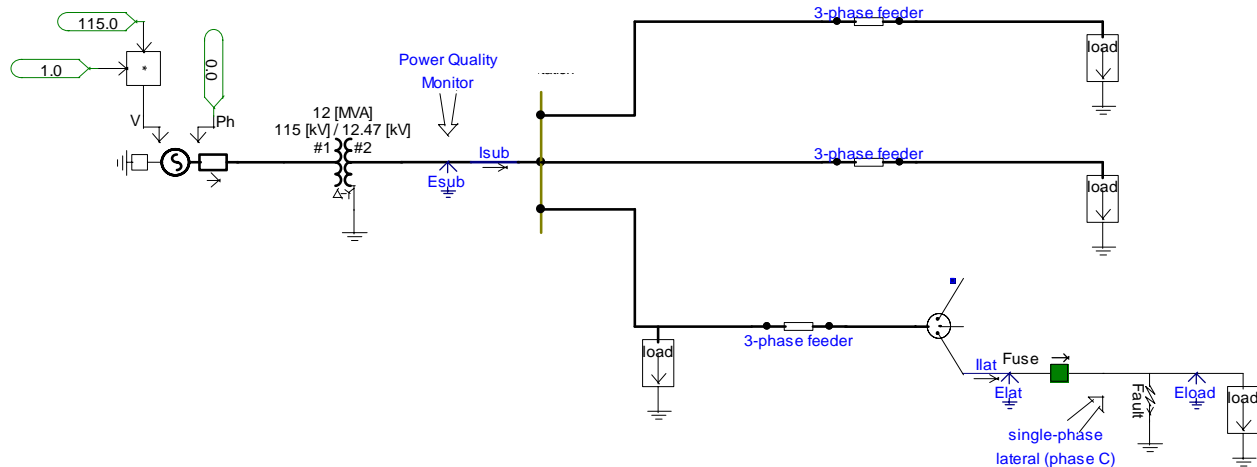 115.0
1.0
*
0.0
V
Ph
12 [MVA]
115 [kV] / 12.47 [kV]
#1
#2
Power Quality
Monitor
Isub
Esub
3-phase feeder
load
3-phase feeder
load
3-phase feeder
load
Ilat
Fuse
Elat
Fault
Eload
load
single-phase
lateral (phase C)